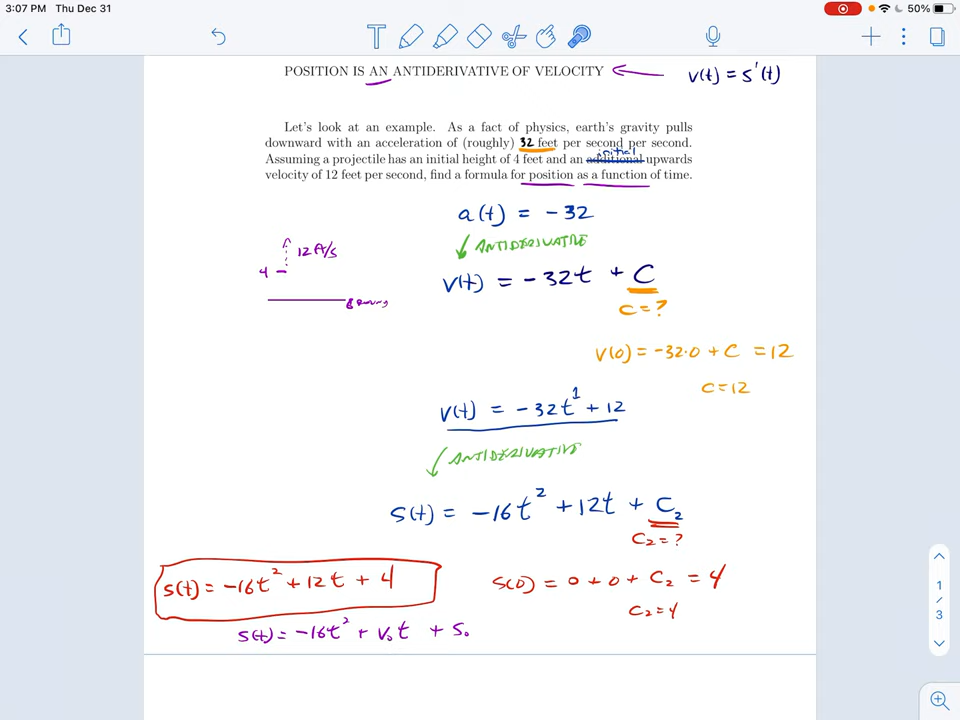 3:07 PM Thu Dec 31
50%
POSITION IS AN ANTIDERIVATIVE OF VELOCITY
v(t) = s'(t)
Let's look at an example. As a fact of physics, earth's gravity pulls
downward with an acceleration of (roughly) 32 feet per second per second.
initial
Assuming a projectile has an initial height of 4 feet and an additional upwards
velocity of 12 feet per second, find a formula for position as a function of time.
a(t) = -32
ANTIDERIVATIVE
12 ft/s
4
v(t) = -32t + C
C = ?
v(0) = -32·0 + C = 12
C = 12
v(t) = -32t¹ + 12
ANTIDERIVATIVE
s(t) = -16t² + 12t + C₂
C₂ = ?
s(t) = -16t² + 12t + 4
s(0) = 0 + 0 + C₂ = 4
C₂ = 4
s(t) = -16t² + v₀t + s₀
1
/
3